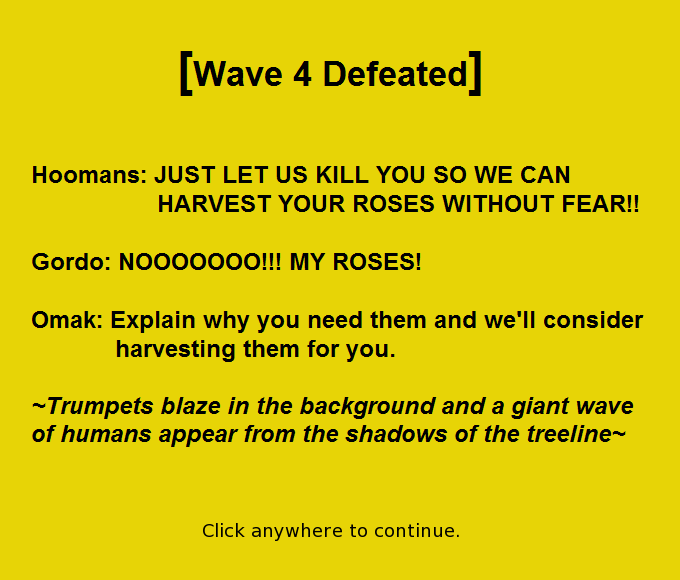 [Wave 4 Defeated]
Hoomans: JUST LET US KILL YOU SO WE CAN
HARVEST YOUR ROSES WITHOUT FEAR!!
Gordo: NOOOOOOO!!! MY ROSES!
Omak: Explain why you need them and we'll consider
harvesting them for you.
~Trumpets blaze in the background and a giant wave
of humans appear from the shadows of the treeline~
Click anywhere to continue.